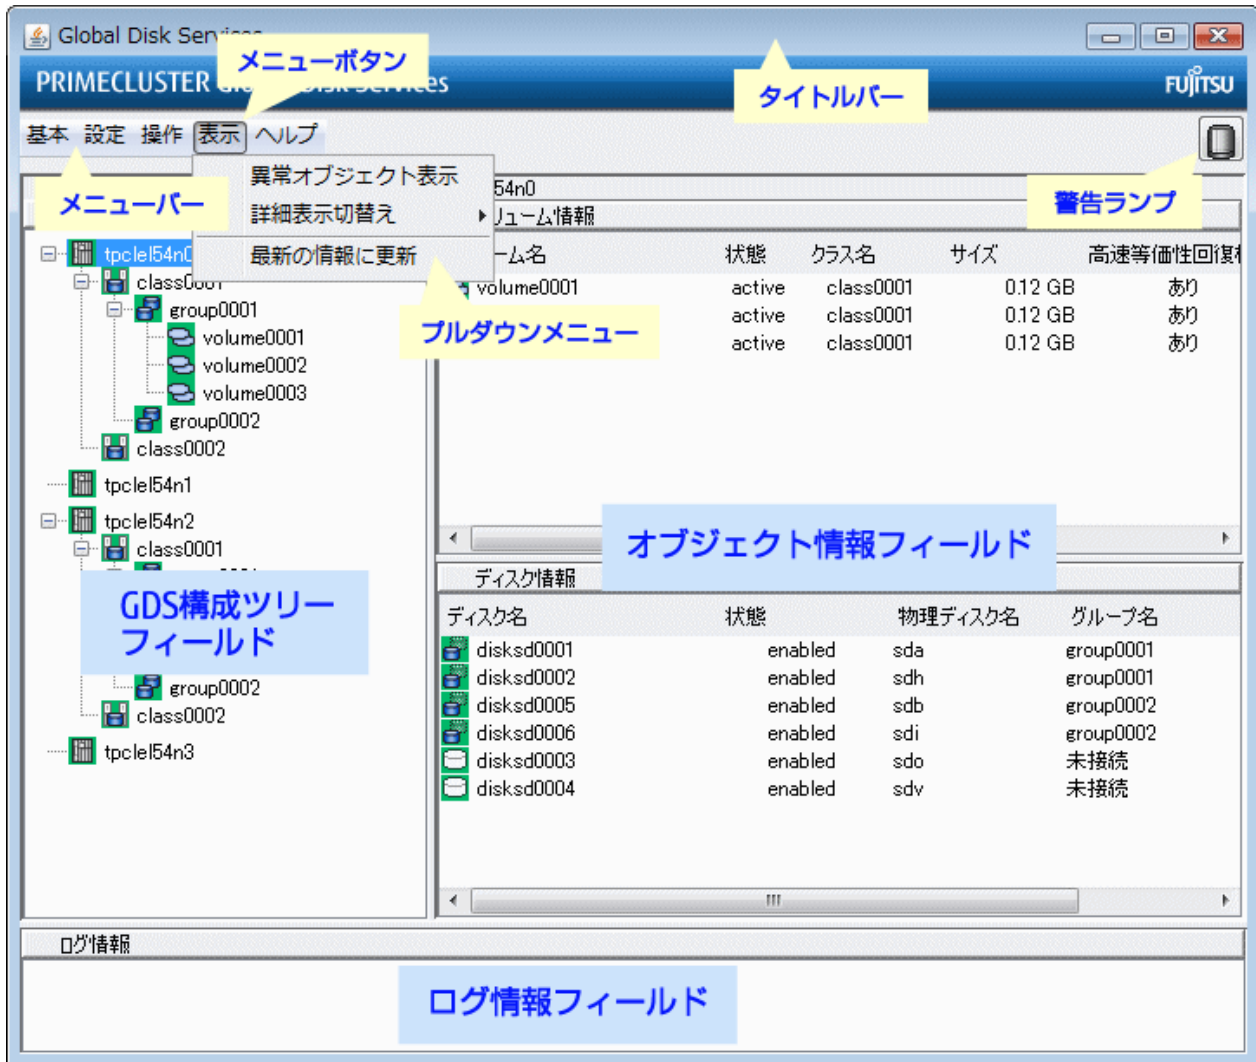 Global Disk Services
メニューボタン
PRIMECLUSTER Global Disk Services
タイトルバー
FUJITSU
基本 設定 操作 表示 ヘルプ
異常オブジェクト表示
詳細表示切替え
最新の情報に更新
メニューバー
警告ランプ
プルダウンメニュー
54n0
リューム情報
ーム名 状態 クラス名 サイズ 高速等価性回復
volume0001 active class0001 0.12 GB あり
active class0001 0.12 GB あり
active class0001 0.12 GB あり
tpclel54n0
class0001
group0001
volume0001
volume0002
volume0003
group0002
class0002
tpclel54n1
tpclel54n2
class0001
GDS構成ツリー
フィールド
group0002
class0002
tpclel54n3
オブジェクト情報フィールド
ディスク情報
ディスク名 状態 物理ディスク名 グループ名
disksd0001 enabled sda group0001
disksd0002 enabled sdh group0001
disksd0005 enabled sdb group0002
disksd0006 enabled sdi group0002
disksd0003 enabled sdo 未接続
disksd0004 enabled sdv 未接続
ログ情報
ログ情報フィールド